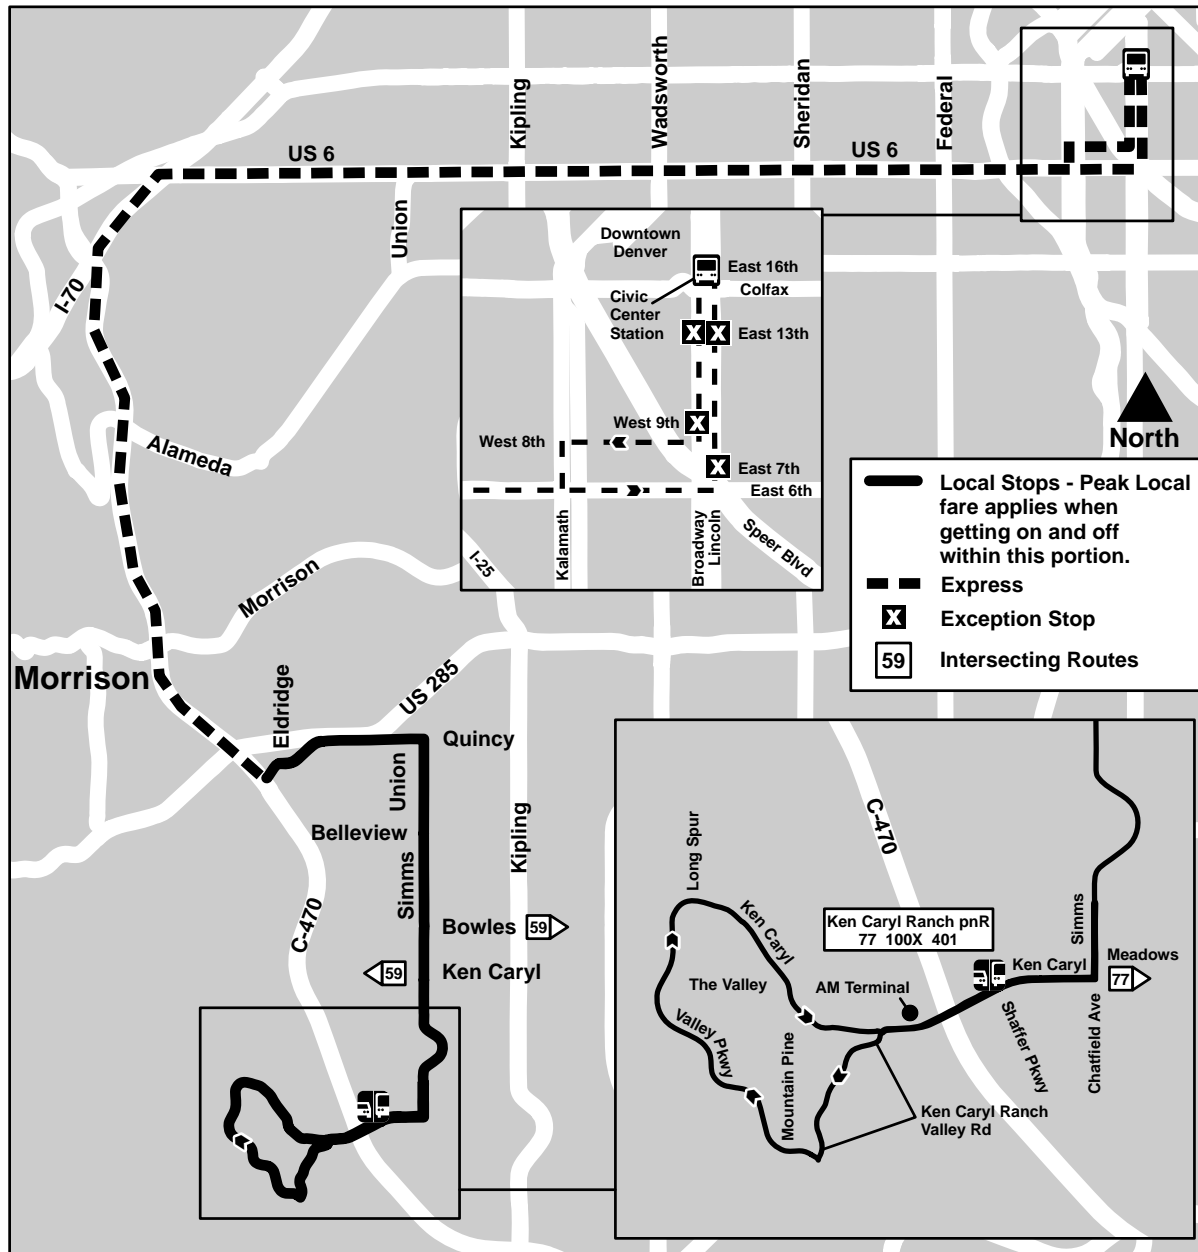 Kipling
Wadsworth
Sheridan
Federal
US 6
US 6
Union
I-70
Downtown
Denver
East 16th
Colfax
Civic
Center
Station
East 13th
West 9th
West 8th
East 7th
East 6th
Kalamath
Broadway
Lincoln
Speer Blvd
I-25
North
Local Stops - Peak Local
fare applies when
getting on and off
within this portion.
Express
X Exception Stop
59 Intersecting Routes
Alameda
Morrison
Morrison
US 285
Eldridge
Quincy
Union
Belleview
Simms
Kipling
Bowles 59
59 Ken Caryl
C-470
C-470
Long Spur
Ken Caryl
Ken Caryl Ranch pnR
77 100X 401
Simms
Meadows
77
Ken Caryl
The Valley
AM Terminal
Valley Pkwy
Mountain Pine
Shaffer Pkwy
Chatfield Ave
Ken Caryl Ranch
Valley Rd